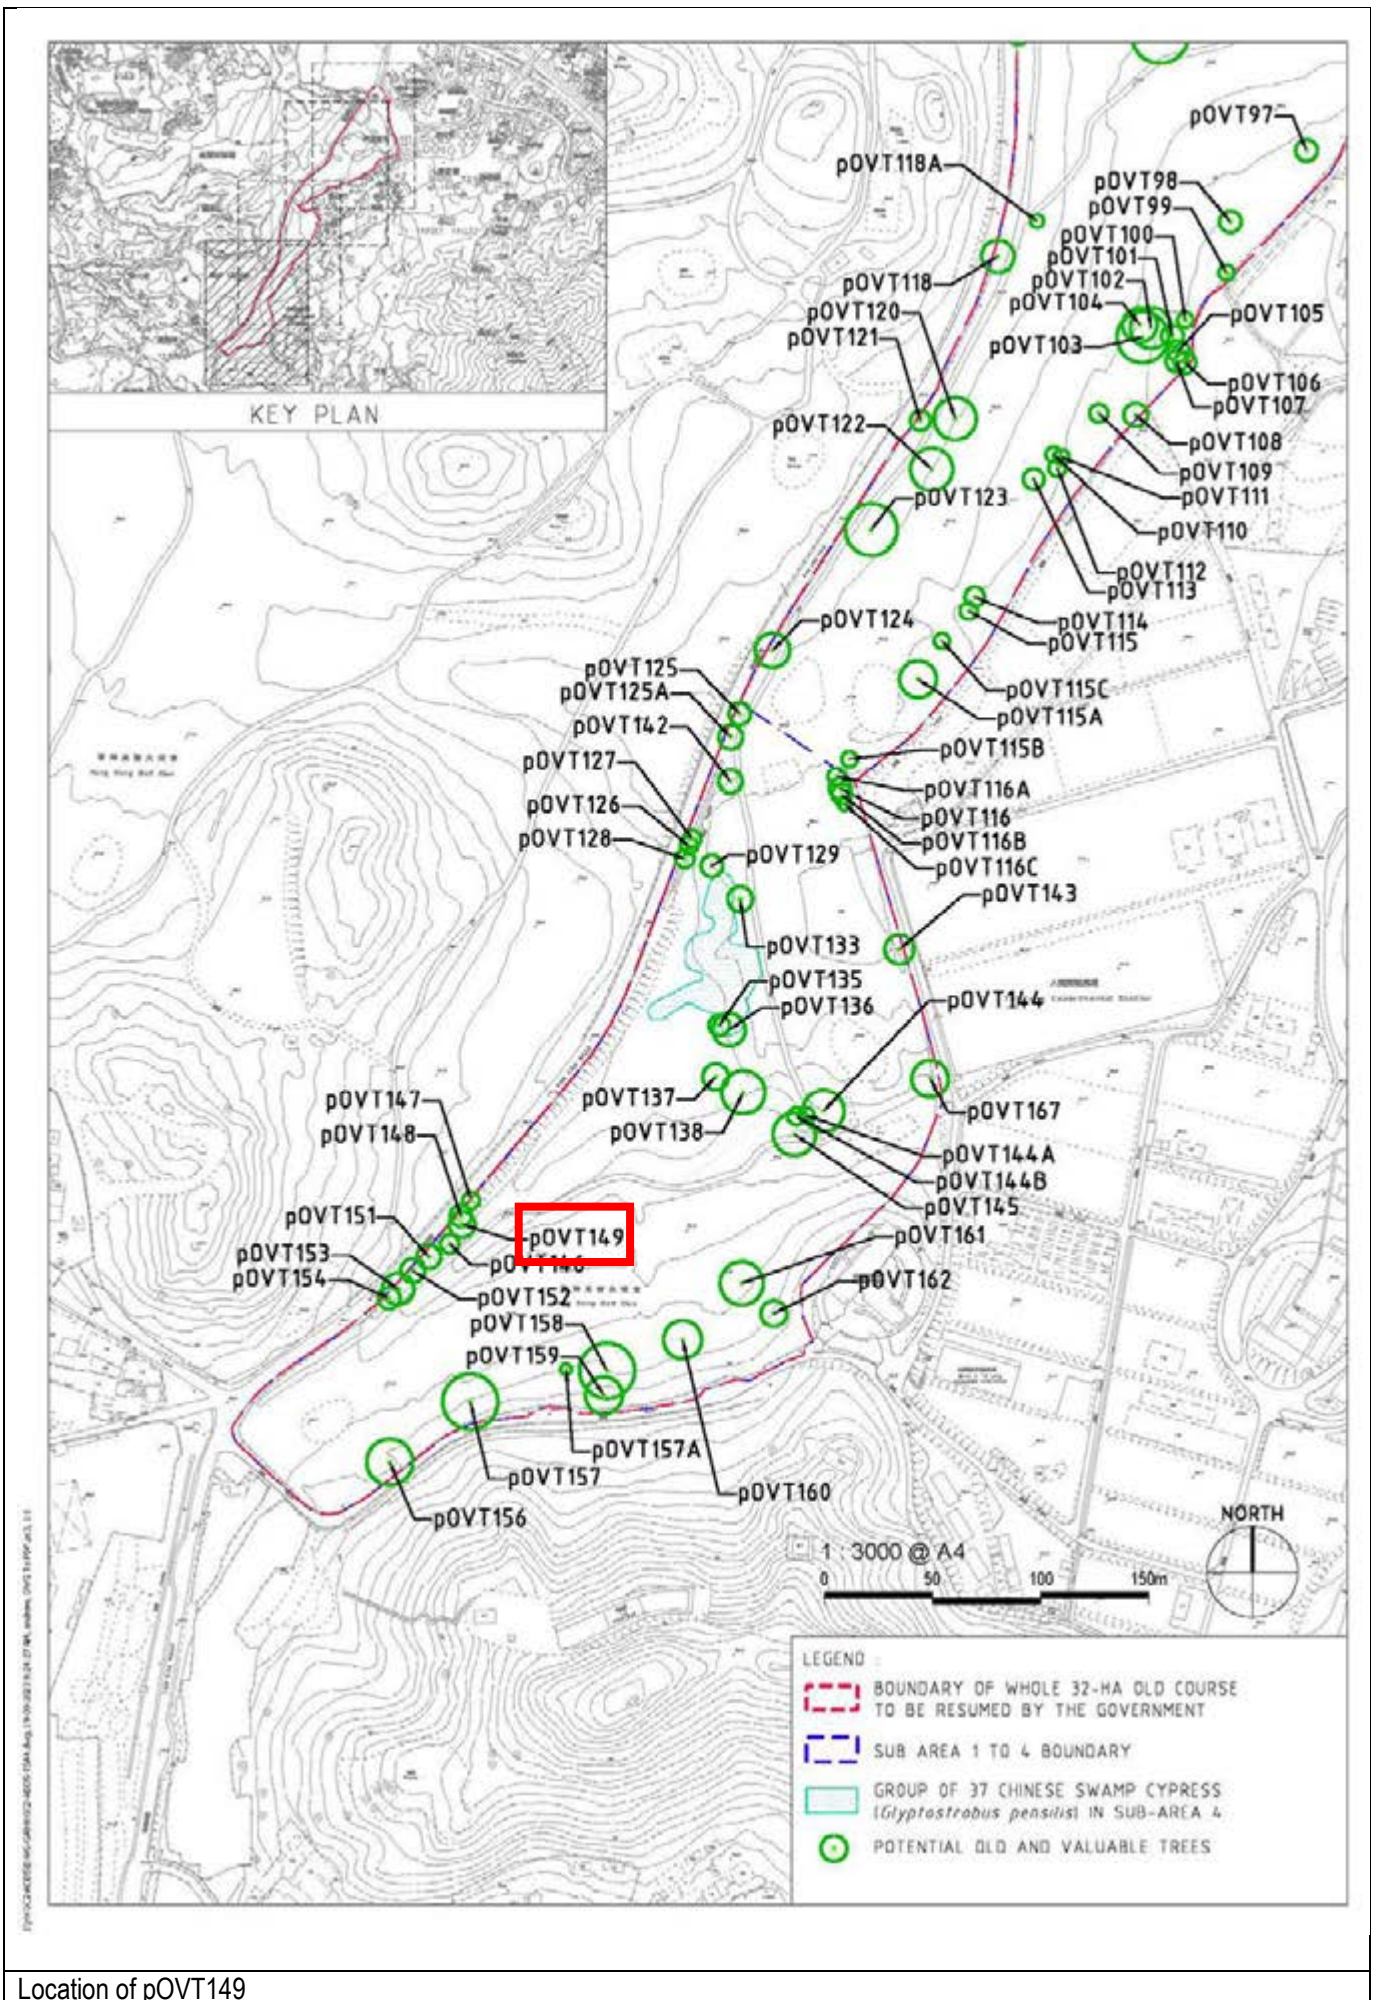 KEY PLAN
pOVT97
pOVT118A
pOVT98
pOVT99
pOVT100
pOVT101
pOVT102
pOVT118
pOVT104
pOVT120
pOVT105
pOVT121
pOVT103
pOVT106
pOVT107
pOVT122
pOVT108
pOVT109
pOVT123
pOVT111
pOVT110
pOVT112
pOVT113
pOVT124
pOVT114
pOVT115
pOVT125
pOVT125A
pOVT115C
pOVT115A
pOVT142
pOVT115B
pOVT127
pOVT116A
pOVT126
pOVT116
pOVT128
pOVT116B
pOVT129
pOVT116C
pOVT143
pOVT133
pOVT135
pOVT136
pOVT144
Experimental Station
pOVT137
pOVT147
pOVT167
pOVT138
pOVT148
pOVT144A
pOVT144B
pOVT145
pOVT151
pOVT149
pOVT161
pOVT153
pOVT146
pOVT154
pOVT162
pOVT152
pOVT158
pOVT159
pOVT157A
pOVT157
pOVT160
pOVT156
NORTH
1 : 3000 @ A4
0 50 100 150m
LEGEND :
BOUNDARY OF WHOLE 32-HA OLD COURSE
TO BE RESUMED BY THE GOVERNMENT
SUB AREA 1 TO 4 BOUNDARY
GROUP OF 37 CHINESE SWAMP CYPRESS
(Glyptostrobus pensilis) IN SUB-AREA 4
POTENTIAL OLD AND VALUABLE TREES
Location of pOVT149